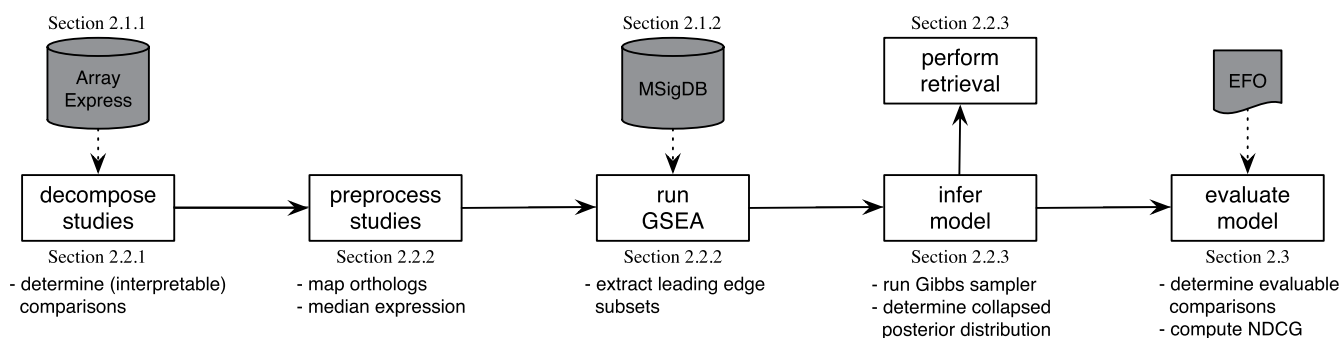 Section 2.1.1
Array
Express
decompose
studies
Section 2.2.1
- determine (interpretable)
comparisons
preprocess
studies
Section 2.2.2
- map orthologs
- median expression
Section 2.1.2
MSigDB
run
GSEA
Section 2.2.2
- extract leading edge
subsets
Section 2.2.3
perform
retrieval
infer
model
Section 2.2.3
- run Gibbs sampler
- determine collapsed
posterior distribution
EFO
evaluate
model
Section 2.3
- determine evaluable
comparisons
- compute NDCG